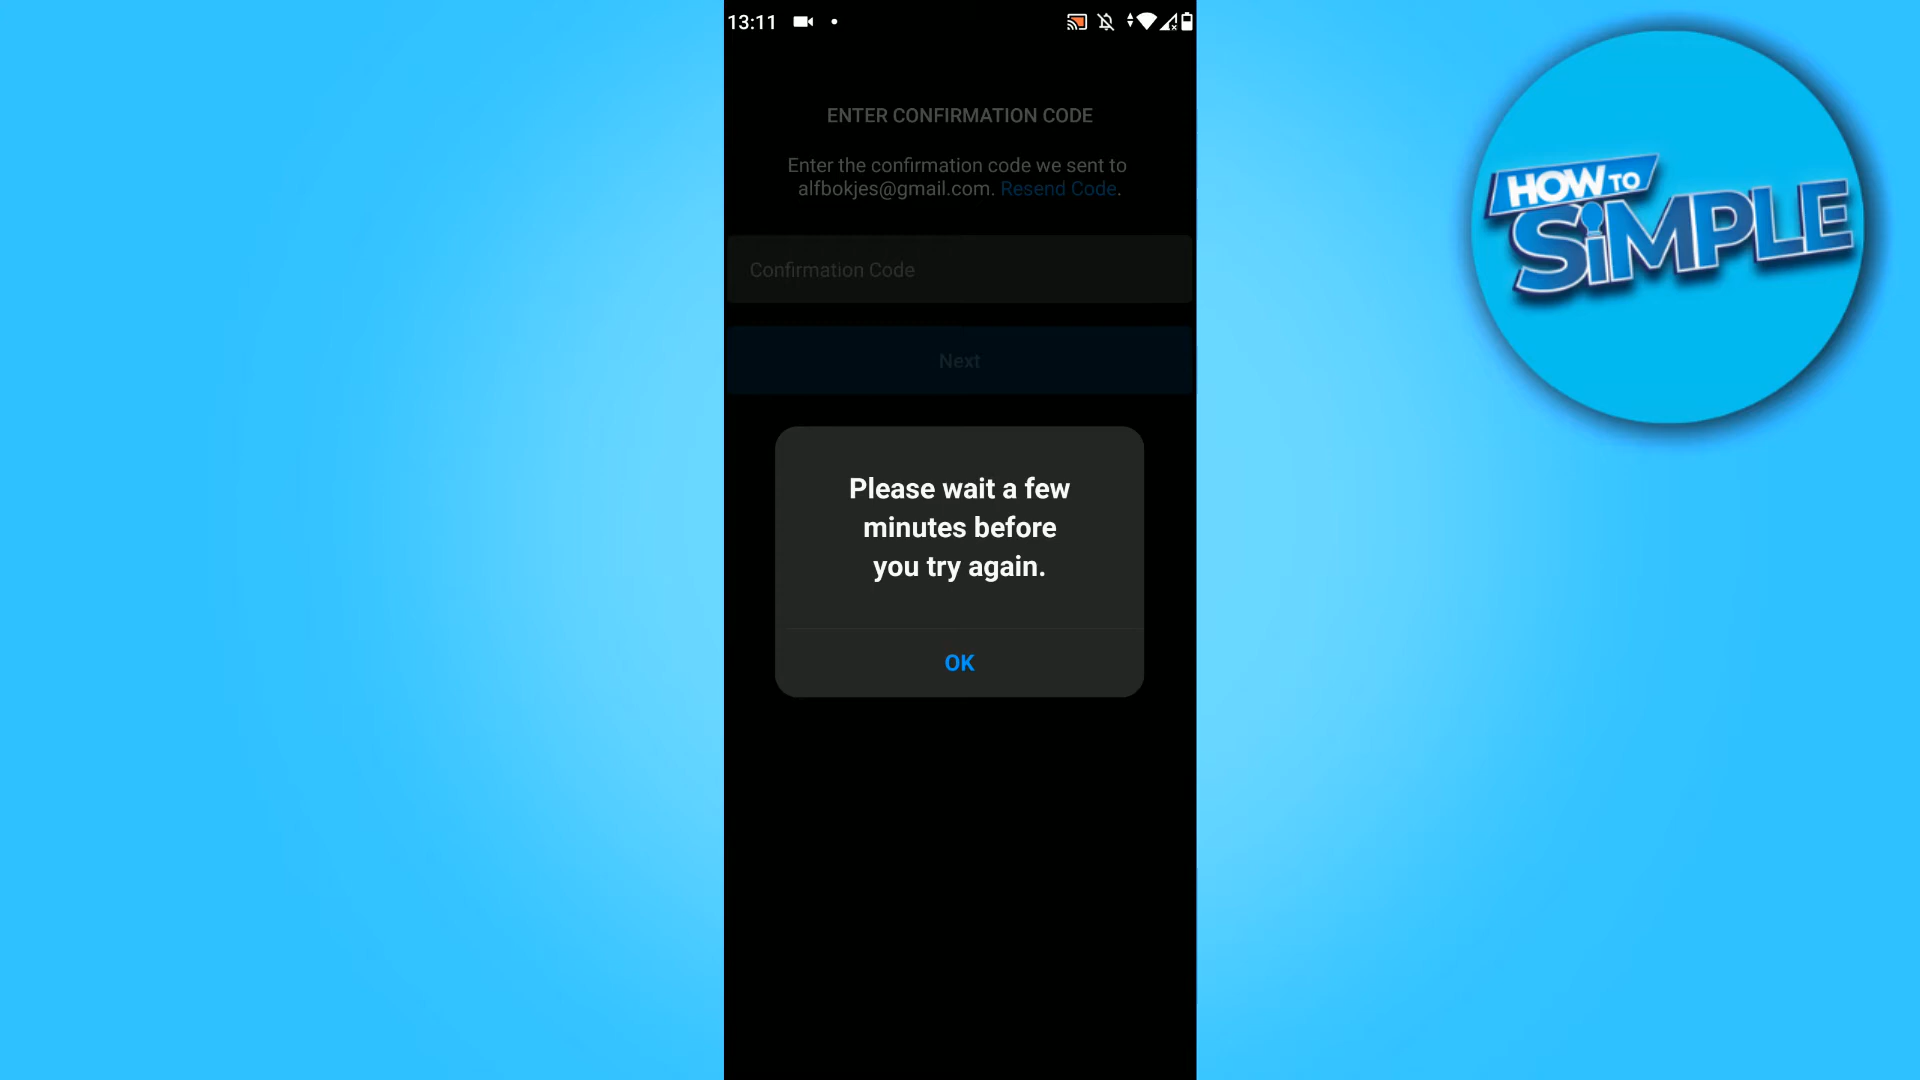 13:11
ENTER CONFIRMATION CODE
Enter the confirmation code we sent to
alfbokjes@gmail.com. Resend Code.
Confirmation Code
Next
Please wait a few
minutes before
you try again.
OK
HOW TO
SiMPLE